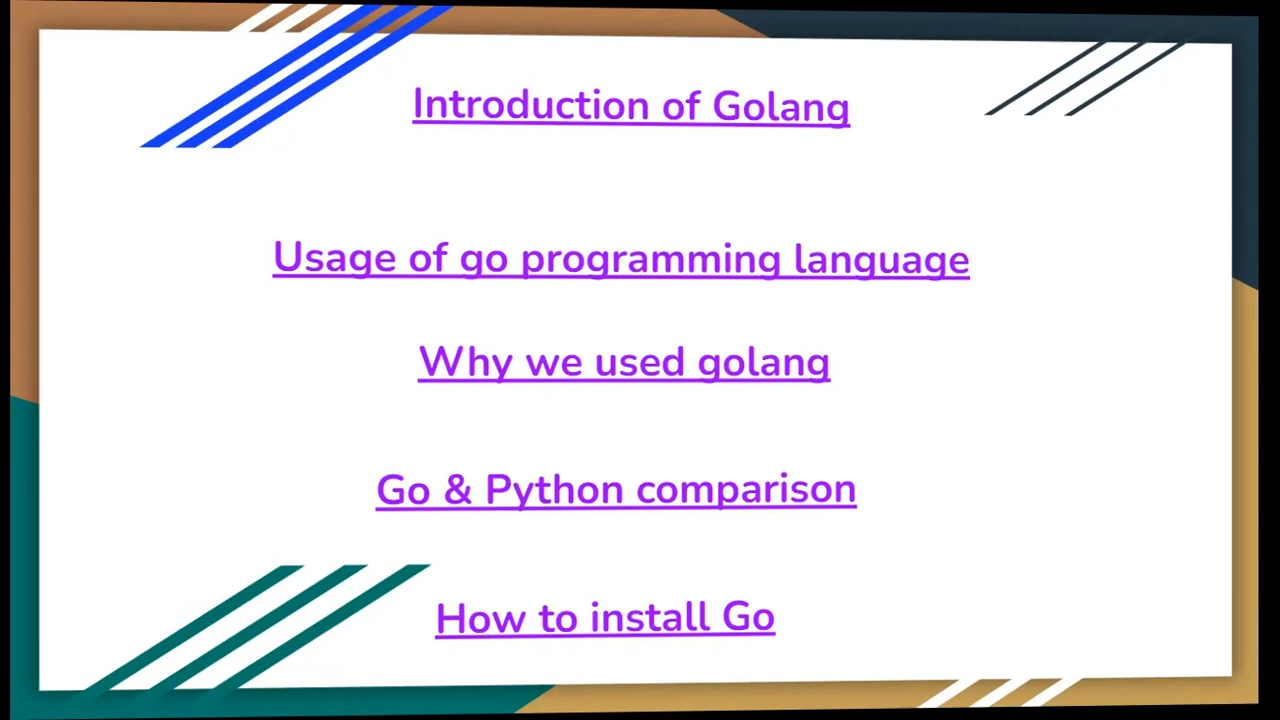 Introduction of Golang
Usage of go programming language
Why we used golang
Go & Python comparison
How to install Go